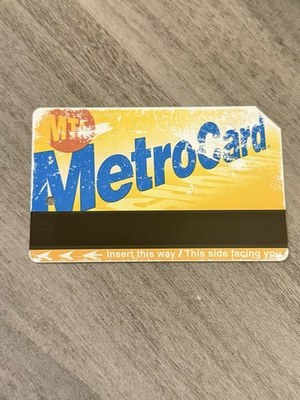 MTA
MetroCard
Insert this way / This side facing you